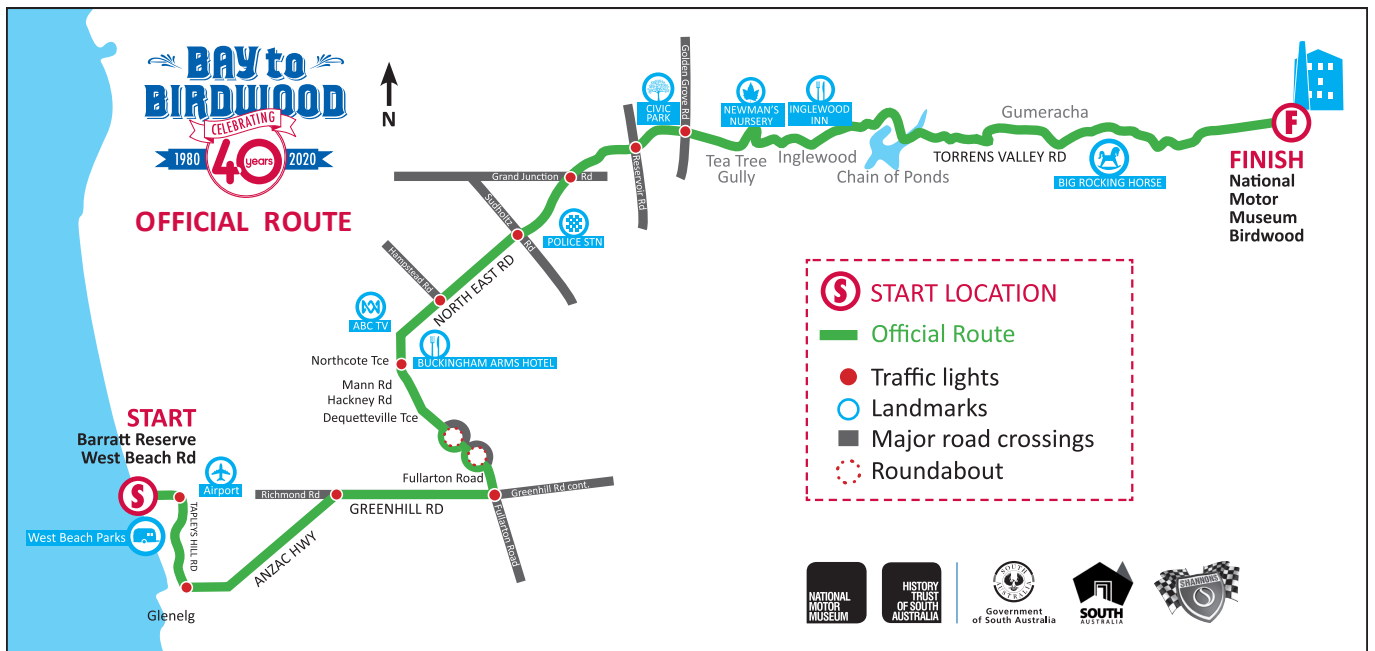 BAY to
BIRDWOOD
CELEBRATING
1980 40 years 2020
OFFICIAL ROUTE
N
CIVIC
PARK
Golden Grove Rd
NEWMAN'S
NURSERY
INGLEWOOD
INN
Gumeracha
F
FINISH
National
Motor
Museum
Birdwood
Tea Tree
Gully
Inglewood
Chain of Ponds
TORRENS VALLEY RD
BIG ROCKING HORSE
Reservoir Rd
Grand Junction Rd
Sudholtz Rd
POLICE STN
Hampstead Rd
NORTH EAST RD
ABC TV
BUCKINGHAM ARMS HOTEL
Northcote Tce
Mann Rd
Hackney Rd
Dequetteville Tce
Fullarton Road
START
Barratt Reserve
West Beach Rd
S
Airport
West Beach Parks
TAPLEYS HILL RD
Glenelg
ANZAC HWY
Richmond Rd
GREENHILL RD
Greenhill Rd cont.
Fullarton Road
S START LOCATION
Official Route
Traffic lights
Landmarks
Major road crossings
Roundabout
NATIONAL
MOTOR
MUSEUM
HISTORY
TRUST
OF SOUTH
AUSTRALIA
SOUTH
AUSTRALIA
Government
of South Australia
SOUTH
AUSTRALIA
SHANNONS